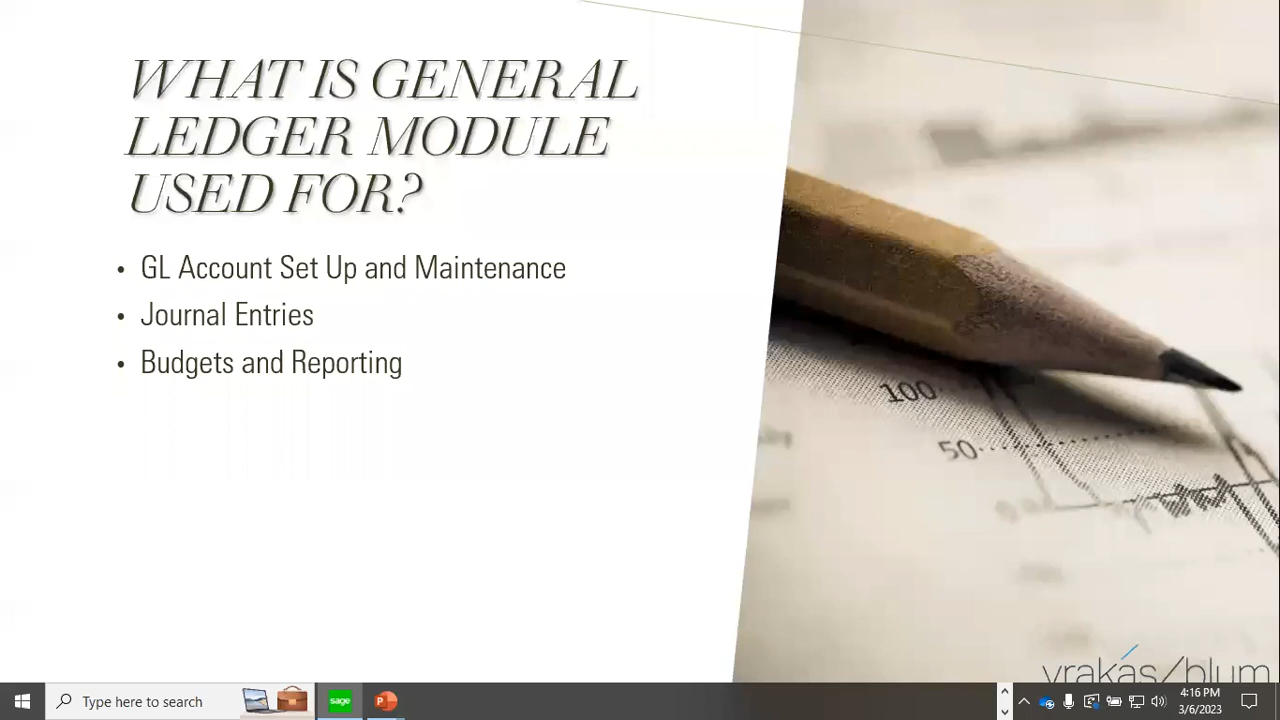 WHAT IS GENERAL
LEDGER MODULE
USED FOR?
• GL Account Set Up and Maintenance
• Journal Entries
• Budgets and Reporting
100
50
vrakas/blum
Type here to search
sage
P
4:16 PM
3/6/2023